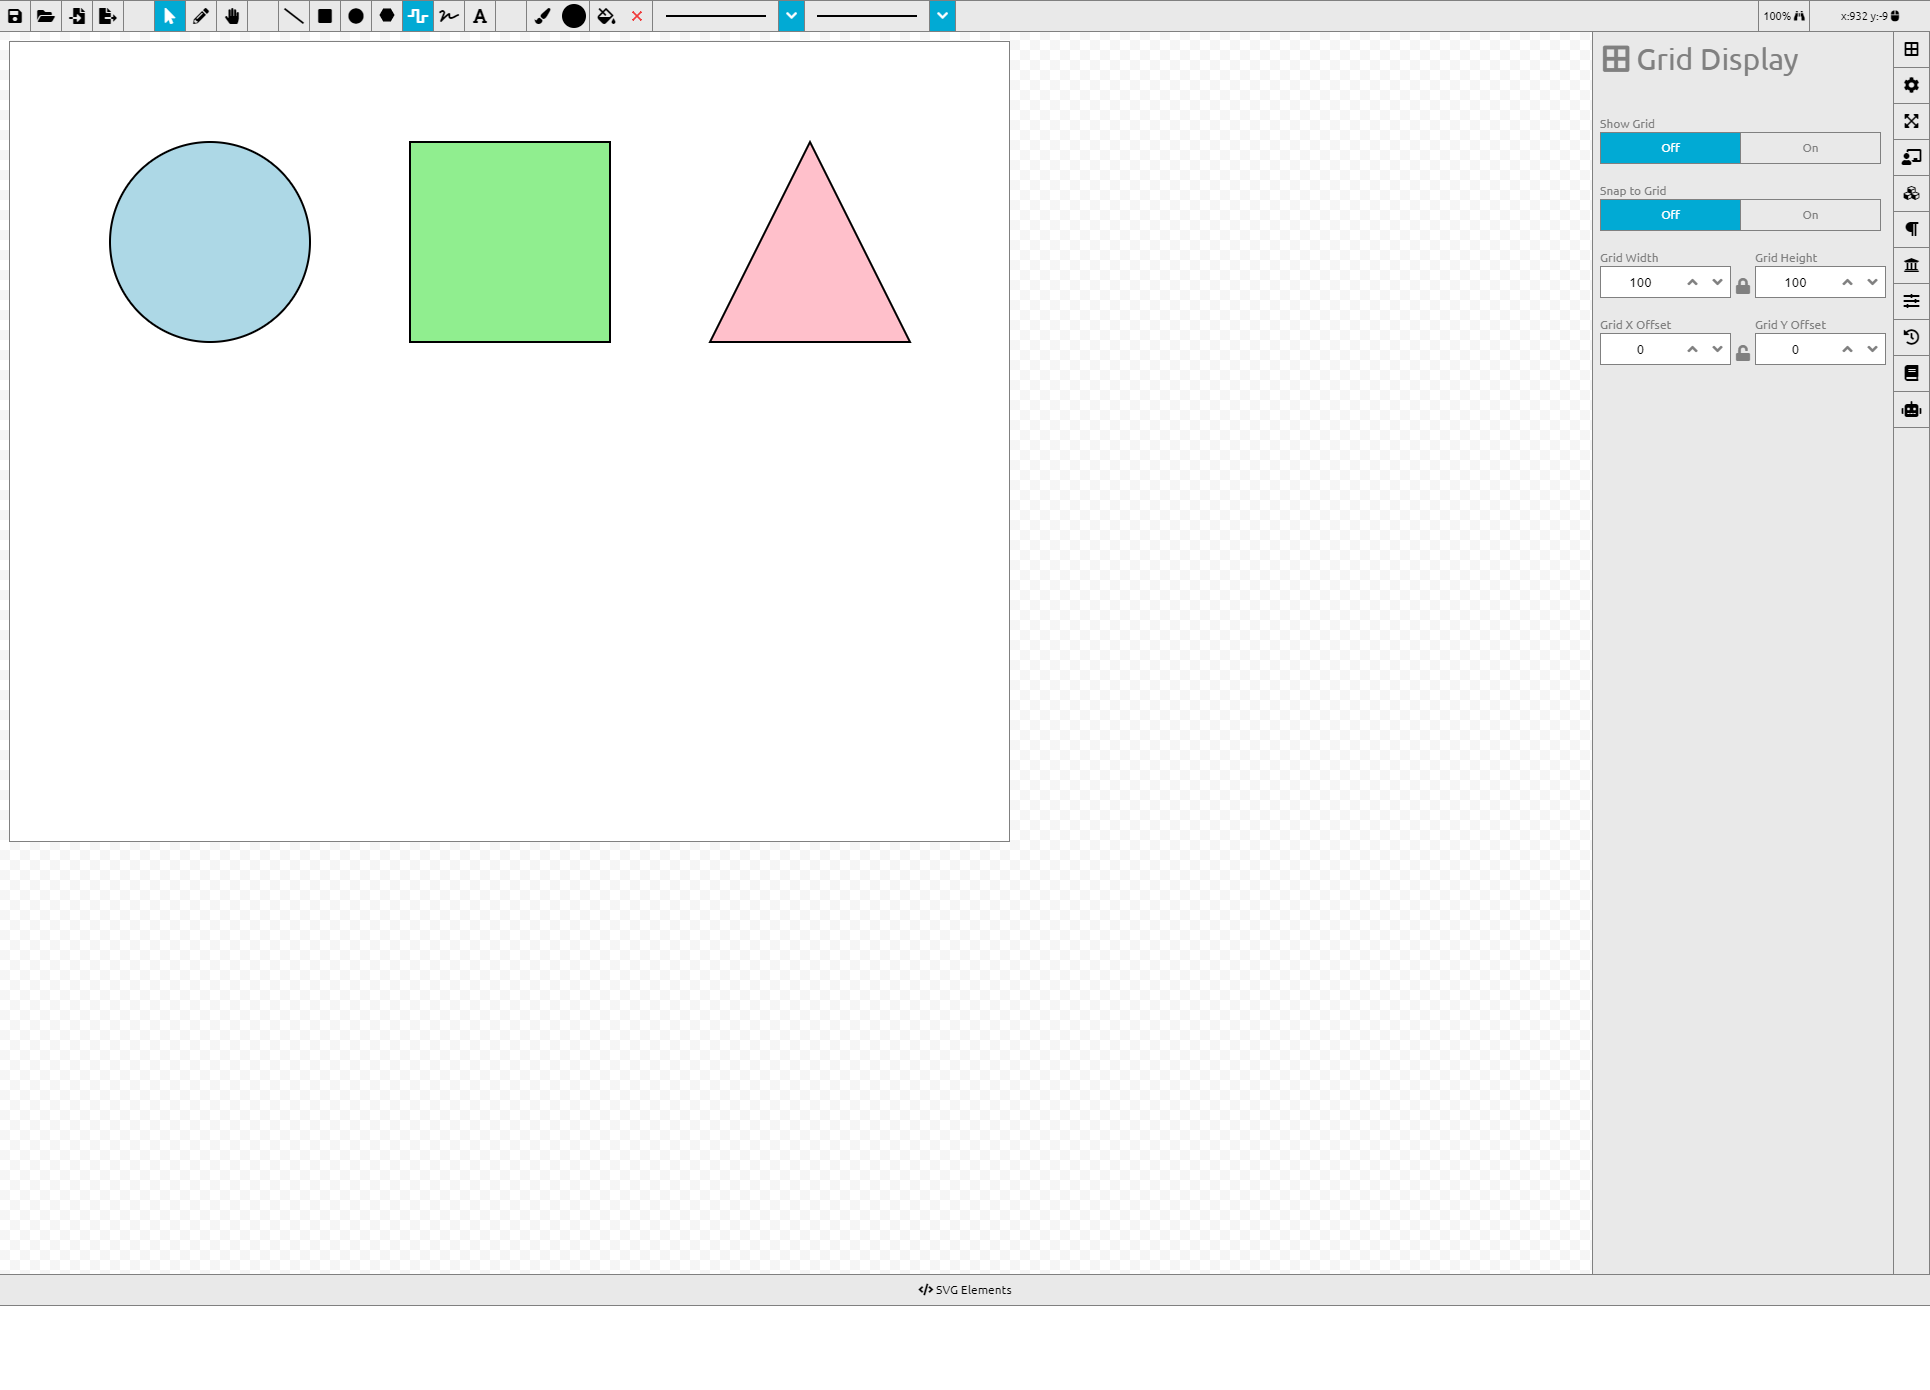 A
100%
x:932 y:-9
Grid Display
Show Grid
Off On
Snap to Grid
Off On
Grid Width Grid Height
100 100
Grid X Offset Grid Y Offset
0 0
</> SVG Elements